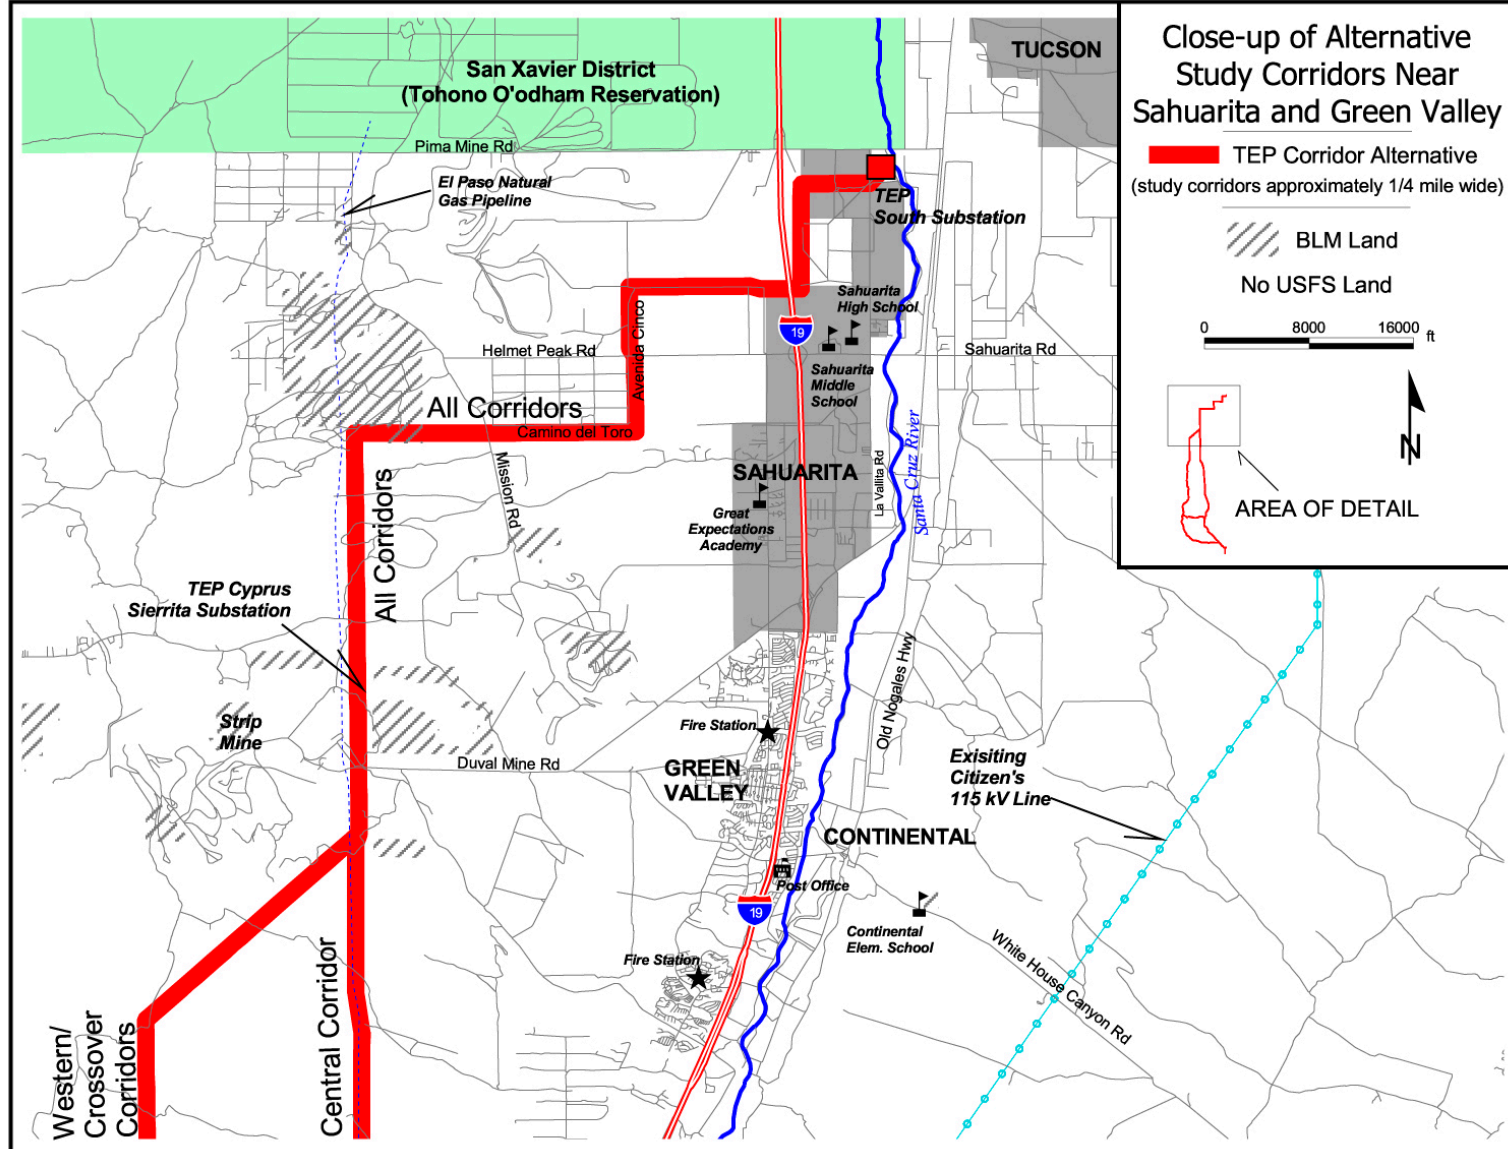 San Xavier District
(Tohono O'odham Reservation)
TUCSON
Close-up of Alternative
Study Corridors Near
Sahuarita and Green Valley
TEP Corridor Alternative
(study corridors approximately 1/4 mile wide)
BLM Land
No USFS Land
0 8000 16000 ft
N
AREA OF DETAIL
Pima Mine Rd
El Paso Natural
Gas Pipeline
TEP
South Substation
Sahuarita
High School
19
Avenida Cinco
Helmet Peak Rd
Sahuarita Rd
Sahuarita
Middle
School
All Corridors
Camino del Toro
Santa Cruz River
La Vallita Rd
SAHUARITA
Mission Rd
All Corridors
Great
Expectations
Academy
TEP Cyprus
Sierrita Substation
Old Nogales Hwy
Strip
Mine
Fire Station
Duval Mine Rd
GREEN
VALLEY
Exisiting
Citizen's
115 kV Line
CONTINENTAL
Post Office
19
Continental
Elem. School
White House Canyon Rd
Fire Station
Western/
Crossover
Corridors
Central Corridor